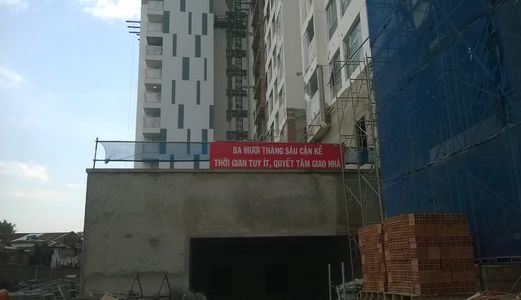 BA MƯƠI THÁNG SÁU CẬN KỀ
THỜI GIAN TUY ÍT, QUYẾT TÂM GIAO NHÀ